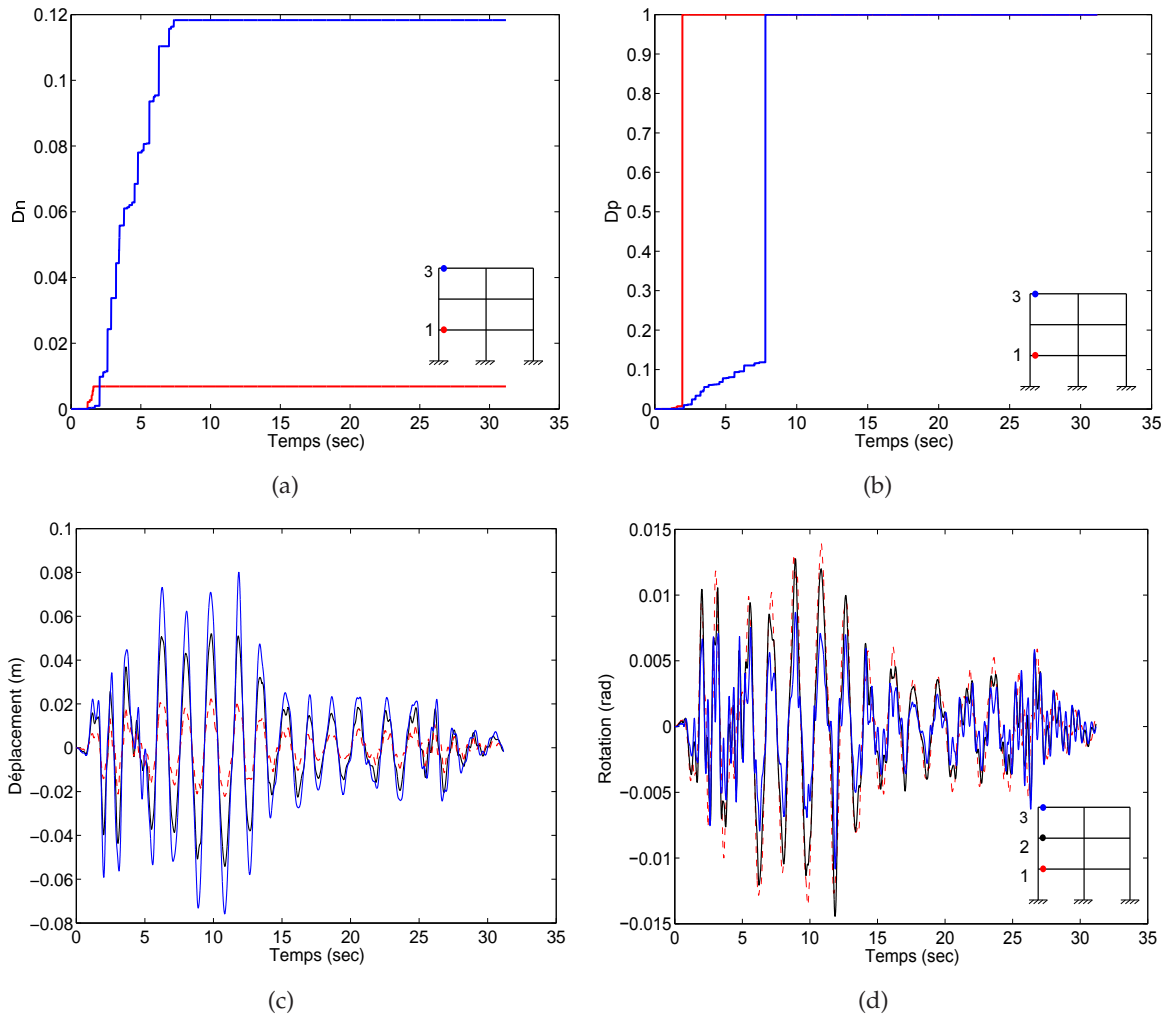 0.12
0.1
0.08
0.06
0.04
0.02
0
Dn
0 5 10 15 20 25 30 35
Temps (sec)
3
1
(a)
1
0.9
0.8
0.7
0.6
0.5
0.4
0.3
0.2
0.1
0
Dp
0 5 10 15 20 25 30 35
Temps (sec)
3
1
(b)
0.1
0.08
0.06
0.04
0.02
0
−0.02
−0.04
−0.06
−0.08
Déplacement (m)
0 5 10 15 20 25 30 35
Temps (sec)
(c)
0.015
0.01
0.005
0
−0.005
−0.01
−0.015
Rotation (rad)
0 5 10 15 20 25 30 35
Temps (sec)
3
2
1
(d)